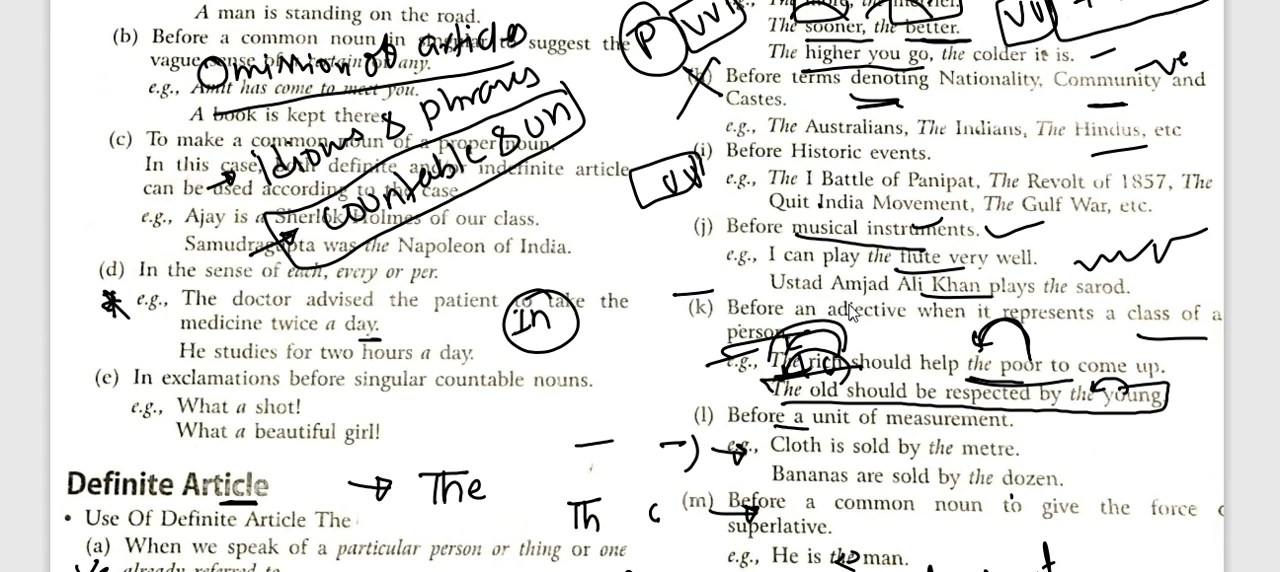 A man is standing on the road.
(b) Before a common noun in suggest the
vague sense of certain or any.
e.g., Amit has come to meet you.
A book is kept there.
(c) To make a common noun of a proper noun.
In this case, definite and/or indefinite article
can be used according to the case.
e.g., Ajay is a Sherlok Holmes of our class.
Samudragupta was the Napoleon of India.
(d) In the sense of each, every or per.
e.g., The doctor advised the patient to take the
medicine twice a day.
He studies for two hours a day.
(e) In exclamations before singular countable nouns.
e.g., What a shot!
What a beautiful girl!
Omission of article
idioms & phrases
countable & un
In
Definite Article
→ The
• Use Of Definite Article The
(a) When we speak of a particular person or thing or one
already referred to.
Th
P
The sooner, the better.
The higher you go, the colder it is.
-ve
Before terms denoting Nationality, Community and
Castes.
e.g., The Australians, The Indians, The Hindus, etc
(i) Before Historic events.
e.g., The I Battle of Panipat, The Revolt of 1857, The
Quit India Movement, The Gulf War, etc.
(j) Before musical instruments.
e.g., I can play the flute very well.
Ustad Amjad Ali Khan plays the sarod.
(k) Before an adjective when it represents a class of a
person.
e.g., The rich should help the poor to come up.
The old should be respected by the young.
(l) Before a unit of measurement.
e.g., Cloth is sold by the metre.
Bananas are sold by the dozen.
(m) Before a common noun to give the force
superlative.
e.g., He is the man.